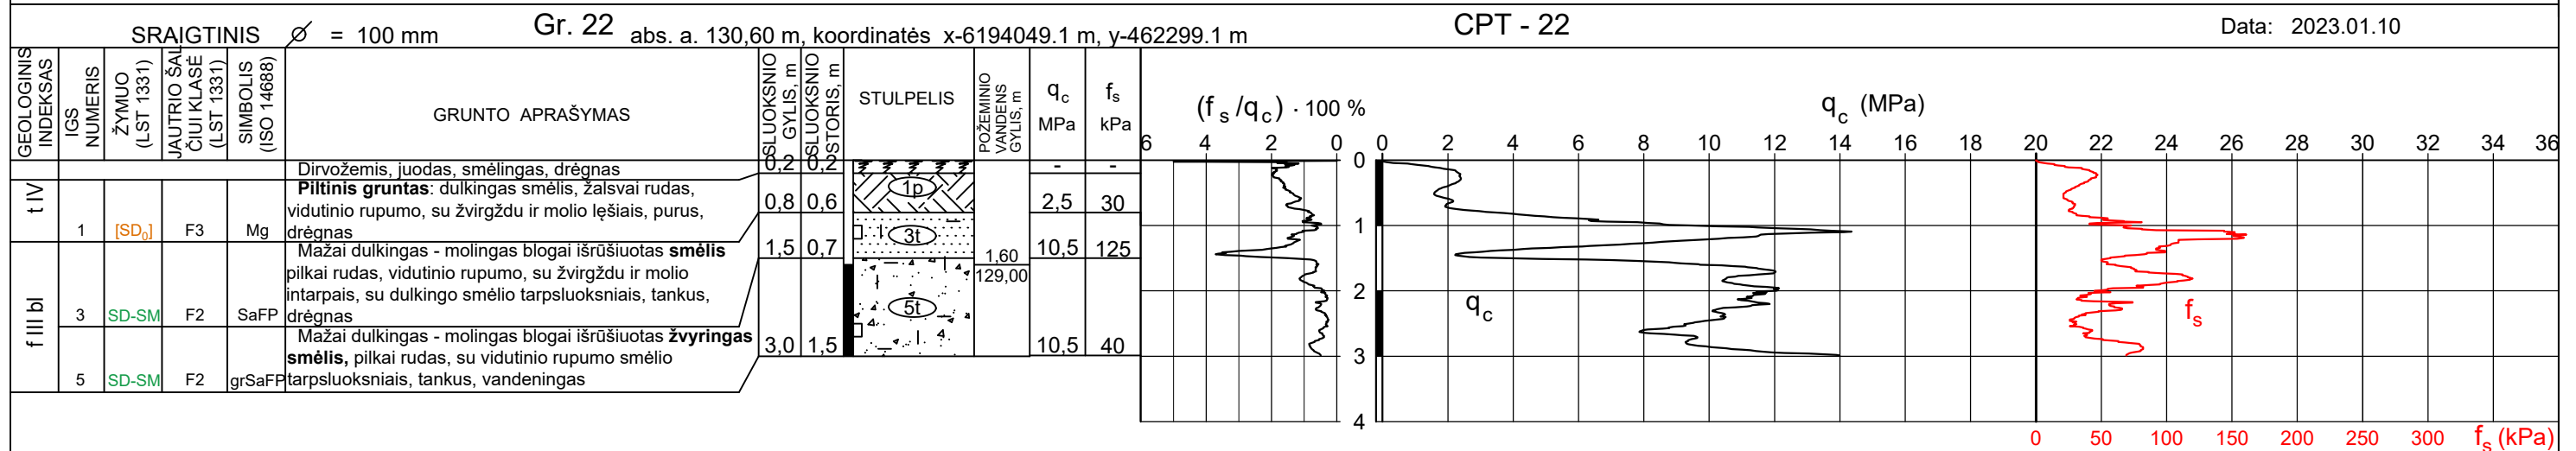 SRAIGTINIS ⌀ = 100 mm Gr. 22 abs. a. 130,60 m, koordinatės x-6194049.1 m, y-462299.1 m CPT - 22 Data: 2023.01.10
GEOLOGINIS
INDEKSAS
IGS
NUMERIS
ŽYMUO
(LST 1331)
JAUTRIO ŠAL
ČIUI KLASĖ
(LST 1331)
SIMBOLIS
(ISO 14688)
GRUNTO APRAŠYMAS
SLUOKSNIO
GYLIS, m
SLUOKSNIO
STORIS, m
STULPELIS
POŽEMINIO
VANDENS
GYLIS, m
qc
MPa
fs
kPa
(fs/qc) · 100 %
qc (MPa)
6 4 2 0
0 2 4 6 8 10 12 14 16 18 20 22 24 26 28 30 32 34 36
t IV
f III bl
Dirvožemis, juodas, smėlingas, drėgnas
0,2 0,2 - -
Piltinis gruntas: dulkingas smėlis, žalsvai rudas,
vidutinio rupumo, su žvirgždu ir molio lęšiais, purus,
drėgnas
1 [SD0] F3 Mg
0,8 0,6 1p 2,5 30
Mažai dulkingas - molingas blogai išrūšiuotas smėlis
pilkai rudas, vidutinio rupumo, su žvirgždu ir molio
intarpais, su dulkingo smėlio tarpsluoksniais, tankus,
drėgnas
3 SD-SM F2 SaFP
1,5 0,7 3t 10,5 125
1,60
129,00
Mažai dulkingas - molingas blogai išrūšiuotas žvyringas
smėlis, pilkai rudas, su vidutinio rupumo smėlio
tarpsluoksniais, tankus, vandeningas
5 SD-SM F2 grSaFP
3,0 1,5 5t 10,5 40
0
1
2
3
4
qc
fs
0 50 100 150 200 250 300 fs (kPa)